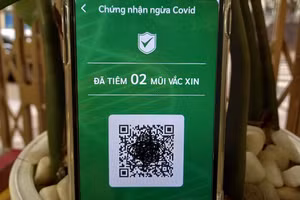 Chứng nhận ngừa Covid
ĐÃ TIÊM 02 MŨI VẮC XIN